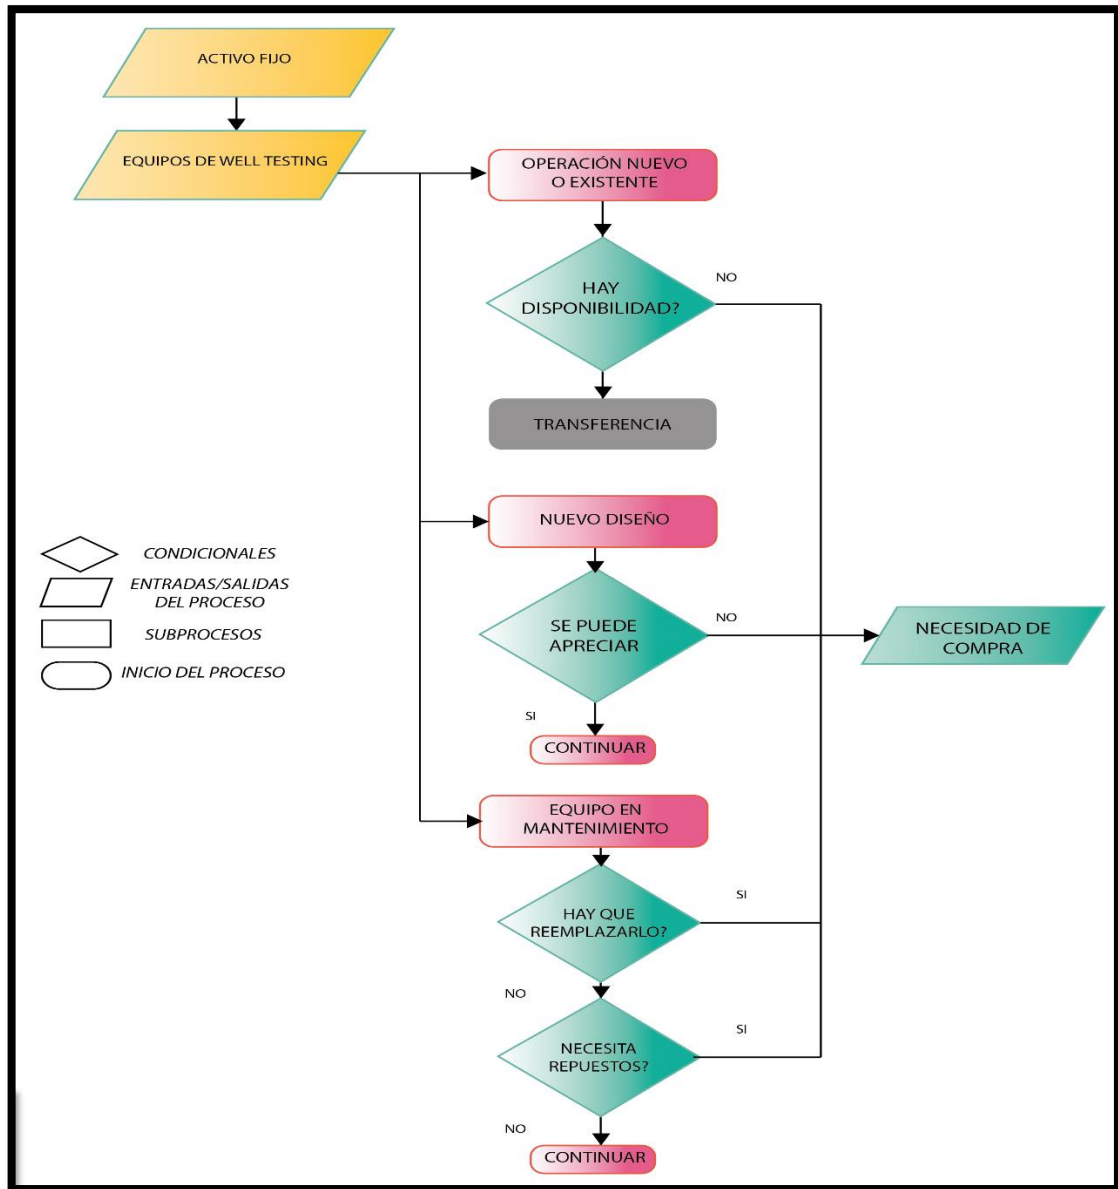 ACTIVO FIJO
EQUIPOS DE WELL TESTING
OPERACIÓN NUEVO
O EXISTENTE
HAY
DISPONIBILIDAD?
NO
TRANSFERENCIA
NUEVO DISEÑO
SE PUEDE
APRECIAR
NO
SI
CONTINUAR
NECESIDAD DE
COMPRA
CONDICIONALES
ENTRADAS/SALIDAS
DEL PROCESO
SUBPROCESOS
INICIO DEL PROCESO
EQUIPO EN
MANTENIMIENTO
HAY QUE
REEMPLAZARLO?
SI
NO
NECESITA
REPUESTOS?
SI
NO
CONTINUAR